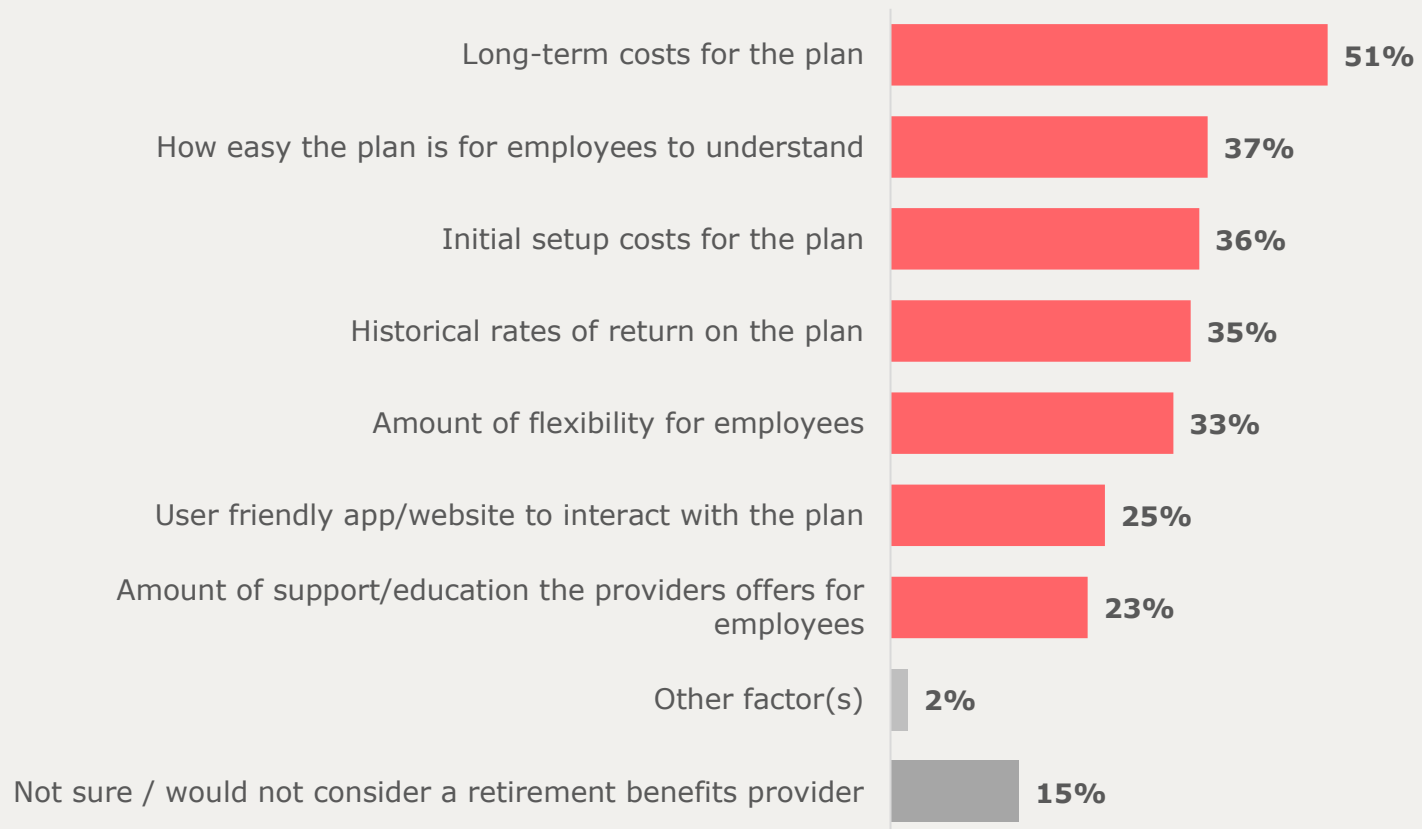 Long-term costs for the plan 51%
How easy the plan is for employees to understand 37%
Initial setup costs for the plan 36%
Historical rates of return on the plan 35%
Amount of flexibility for employees 33%
User friendly app/website to interact with the plan 25%
Amount of support/education the providers offers for
employees 23%
Other factor(s) 2%
Not sure / would not consider a retirement benefits provider 15%